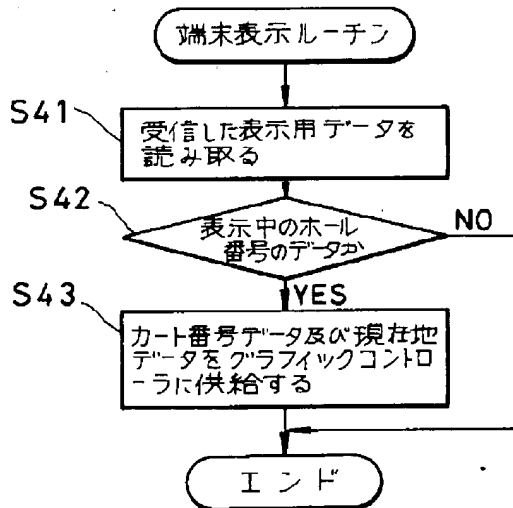 端末表示ルーチン
S41
受信した表示用データを
読み取る
S42
表示中のホール
番号のデータか
NO
YES
S43
カート番号データ及び現在地
データをグラフィックコントロ
ーラに供給する
エンド